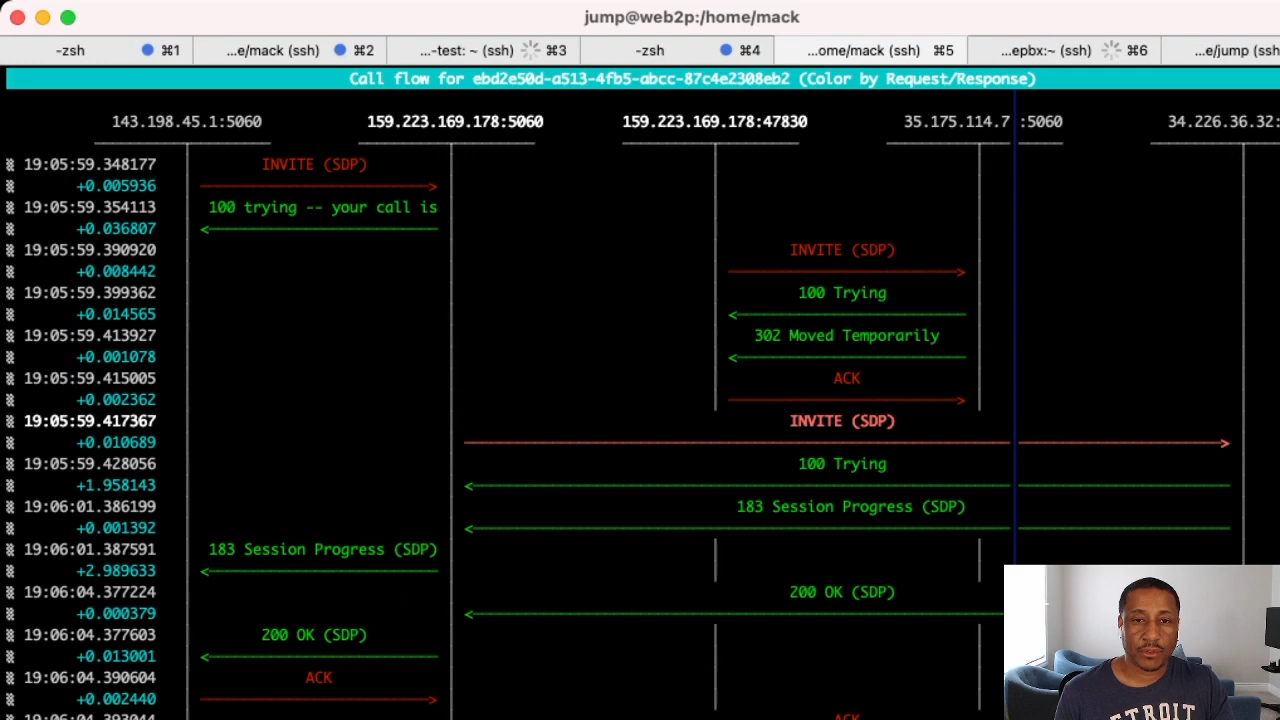 jump@web2p:/home/mack
-zsh ⌘1 ...e/mack (ssh) ⌘2 ...-test: ~ (ssh) ⌘3 -zsh ⌘4 ...ome/mack (ssh) ⌘5 ...epbx:~ (ssh) ⌘6 ...e/jump (ssh
Call flow for ebd2e50d-a513-4fb5-abcc-87c4e2308eb2 (Color by Request/Response)
143.198.45.1:5060 159.223.169.178:5060 159.223.169.178:47830 35.175.114.7 :5060 34.226.36.32:
19:05:59.348177 INVITE (SDP)
+0.005936
19:05:59.354113 100 trying -- your call is
+0.036807
19:05:59.390920 INVITE (SDP)
+0.008442
19:05:59.399362 100 Trying
+0.014565
19:05:59.413927 302 Moved Temporarily
+0.001078
19:05:59.415005 ACK
+0.002362
19:05:59.417367 INVITE (SDP)
+0.010689
19:05:59.428056 100 Trying
+1.958143
19:06:01.386199 183 Session Progress (SDP)
+0.001392
19:06:01.387591 183 Session Progress (SDP)
+2.989633
19:06:04.377224 200 OK (SDP)
+0.000379
19:06:04.377603 200 OK (SDP)
+0.013001
19:06:04.390604 ACK
+0.002440
19:06:04.393044 ACK
DETROIT